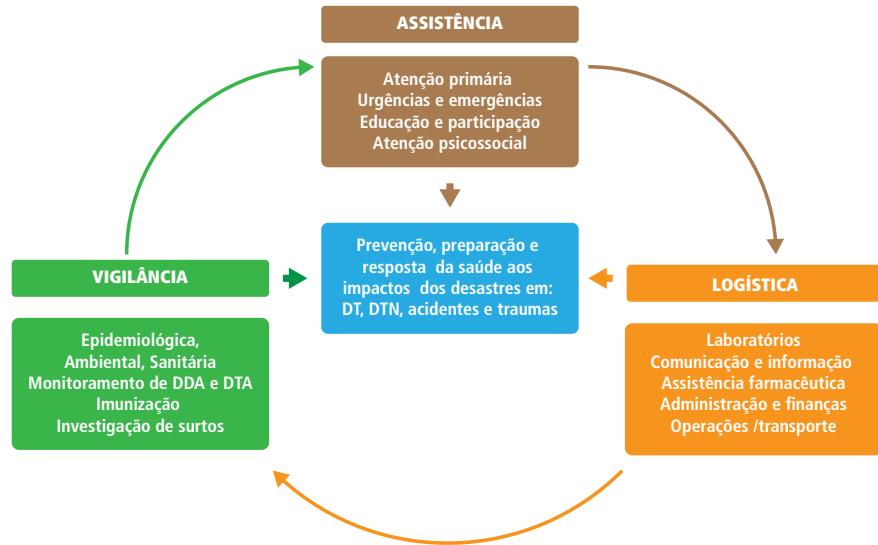 ASSISTÊNCIA
Atenção primária
Urgências e emergências
Educação e participação
Atenção psicossocial
Prevenção, preparação e
resposta da saúde aos
impactos dos desastres em:
DT, DTN, acidentes e traumas
VIGILÂNCIA
Epidemiológica,
Ambiental, Sanitária
Monitoramento de DDA e DTA
Imunização
Investigação de surtos
LOGÍSTICA
Laboratórios
Comunicação e informação
Assistência farmacêutica
Administração e finanças
Operações /transporte